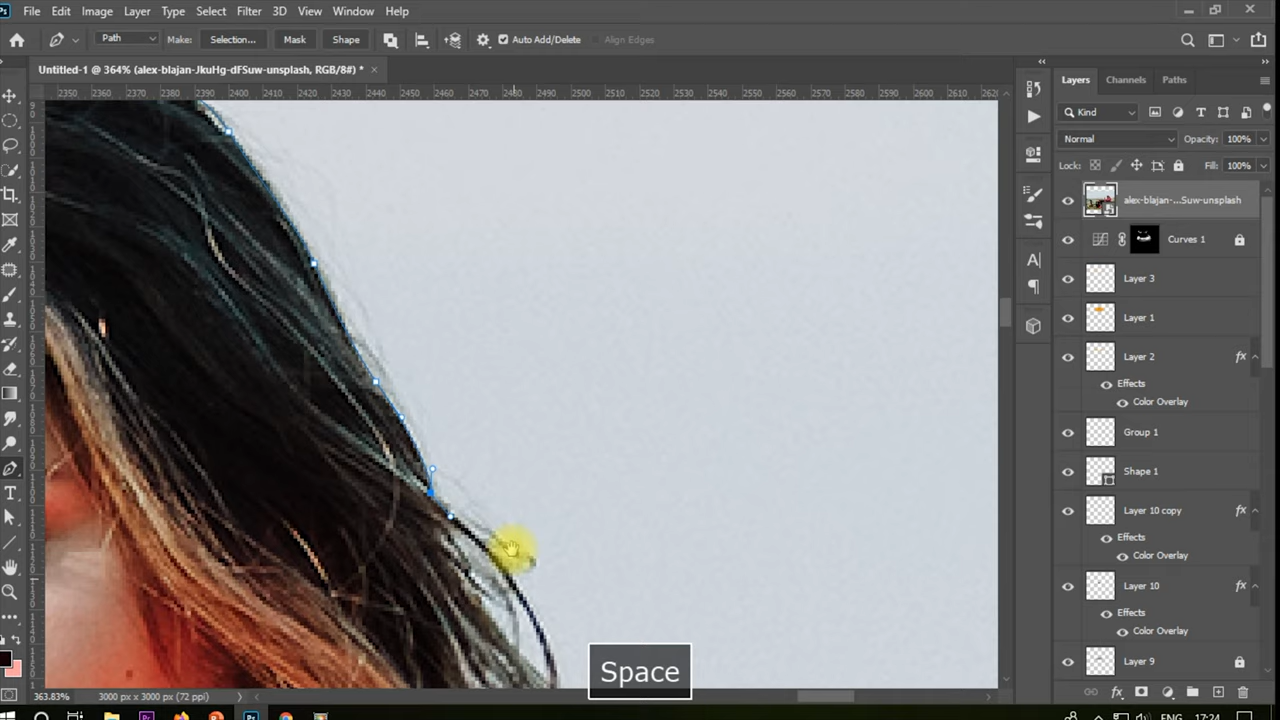 Ps File Edit Image Layer Type Select Filter 3D View Window Help
Path Make: Selection... Mask Shape Auto Add/Delete Align Edges
Untitled-1 @ 364% (alex-blajan-JkuHg-dFSuw-unsplash, RGB/8#) * ×
2350 2360 2370 2380 2390 2400 2410 2420 2430 2440 2450 2460 2470 2480 2490 2500 2510 2520 2530 2540 2550 2560 2570 2580 2590 2600 2610 262
Layers Channels Paths
Kind
Normal Opacity: 100%
Lock: Fill: 100%
alex-blajan-...Suw-unsplash
Curves 1
Layer 3
Layer 1
Layer 2 fx
Effects
Color Overlay
Group 1
Shape 1
Layer 10 copy fx
Effects
Color Overlay
Layer 10 fx
Effects
Color Overlay
Layer 9
Space
363.83% 3000 px x 3000 px (72 ppi)
ENG 17:24